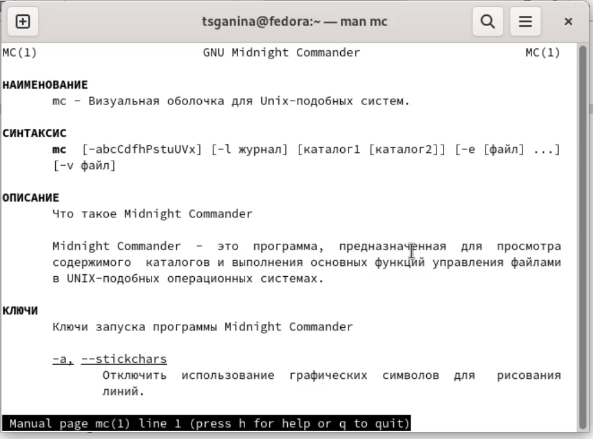 tsganina@fedora:~ — man mc
MC(1) GNU Midnight Commander MC(1)
НАИМЕНОВАНИЕ
mc - Визуальная оболочка для Unix-подобных систем.
СИНТАКСИС
mc [-abcCdfhPstuUVx] [-l журнал] [каталог1 [каталог2]] [-e [файл] ...]
[-v файл]
ОПИСАНИЕ
Что такое Midnight Commander
Midnight Commander - это программа, предназначенная для просмотра
содержимого каталогов и выполнения основных функций управления файлами
в UNIX-подобных операционных системах.
КЛЮЧИ
Ключи запуска программы Midnight Commander
-a, --stickchars
Отключить использование графических символов для рисования
линий.
Manual page mc(1) line 1 (press h for help or q to quit)